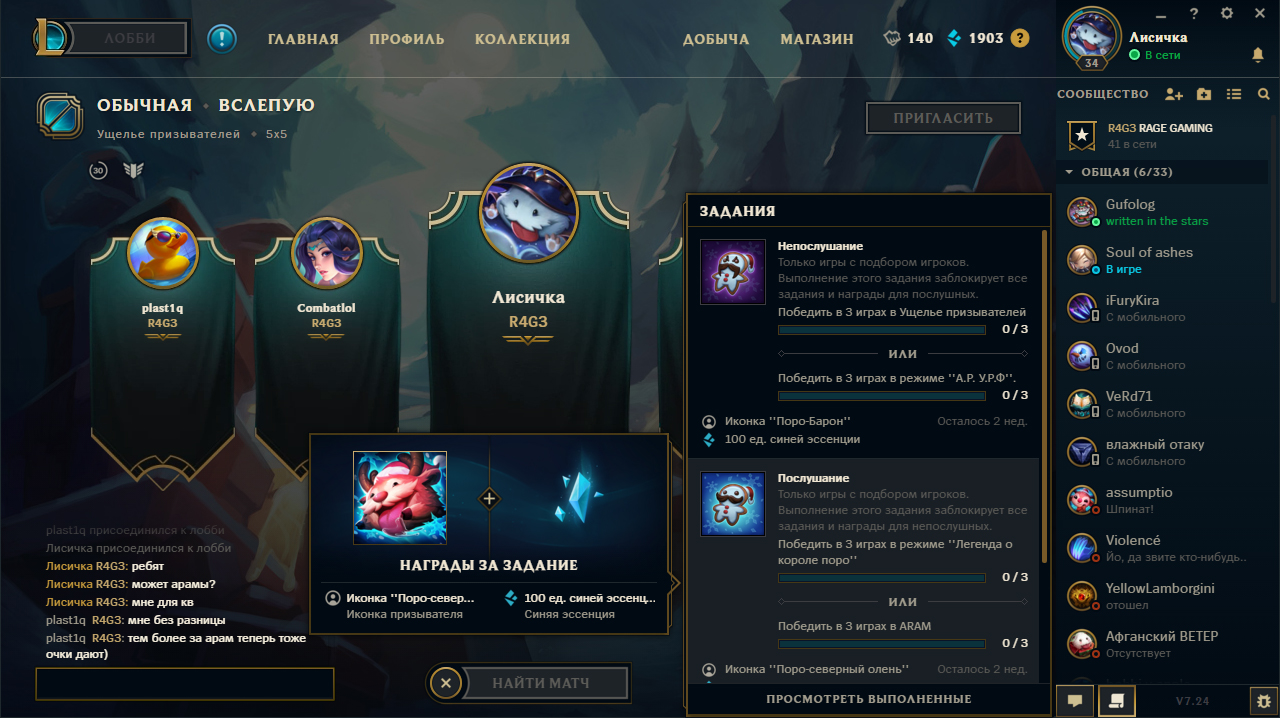 ЛОББИ
!
ГЛАВНАЯ
ПРОФИЛЬ
КОЛЛЕКЦИЯ
ДОБЫЧА
МАГАЗИН
140
1903
?
?
34
Лисичка
В сети
ОБЫЧНАЯ • ВСЛЕПУЮ
Ущелье призывателей • 5x5
30
ПРИГЛАСИТЬ
plast1q
R4G3
Combatlol
R4G3
Лисичка
R4G3
plast1q присоединился к лобби
Лисичка присоединился к лобби
Лисичка R4G3: ребят
Лисичка R4G3: может арамы?
Лисичка R4G3: мне для кв
plast1q R4G3: мне без разницы
plast1q R4G3: тем более за арам теперь тоже
очки дают)
НАГРАДЫ ЗА ЗАДАНИЕ
Иконка ''Поро-север...
Иконка призывателя
100 ед. синей эссенц...
Синяя эссенция
НАЙТИ МАТЧ
ЗАДАНИЯ
Непослушание
Только игры с подбором игроков.
Выполнение этого задания заблокирует все
задания и награды для послушных.
Победить в 3 играх в Ущелье призывателей
0 / 3
ИЛИ
Победить в 3 играх в режиме ''А.Р. У.Р.Ф''.
0 / 3
Иконка ''Поро-Барон''
Осталось 2 нед.
100 ед. синей эссенции
Послушание
Только игры с подбором игроков.
Выполнение этого задания заблокирует все
задания и награды для непослушных.
Победить в 3 играх в режиме ''Легенда о
короле поро''
0 / 3
ИЛИ
Победить в 3 играх в ARAM
0 / 3
Иконка ''Поро-северный олень''
Осталось 2 нед.
ПРОСМОТРЕТЬ ВЫПОЛНЕННЫЕ
СООБЩЕСТВО
R4G3 RAGE GAMING
41 в сети
ОБЩАЯ (6/33)
Gufolog
written in the stars
Soul of ashes
В игре
iFuryKira
С мобильного
Ovod
С мобильного
VeRd71
С мобильного
влажный отаку
С мобильного
assumptio
Шпинат!
Violencé
Йо, да звите кто-нибудь..
YellowLamborgini
отошел
Афганский ВЕТЕР
Отсутствует
V7.24